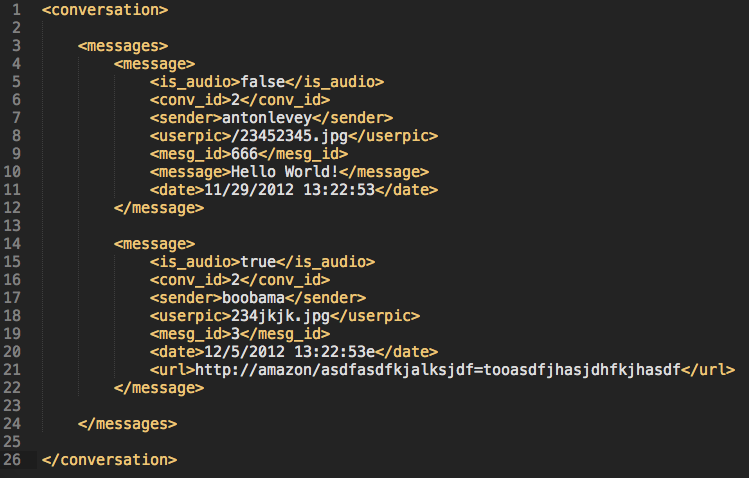 1 <conversation>
2
3 <messages>
4 <message>
5 <is_audio>false</is_audio>
6 <conv_id>2</conv_id>
7 <sender>antonlevey</sender>
8 <userpic>/23452345.jpg</userpic>
9 <mesg_id>666</mesg_id>
10 <message>Hello World!</message>
11 <date>11/29/2012 13:22:53</date>
12 </message>
13
14 <message>
15 <is_audio>true</is_audio>
16 <conv_id>2</conv_id>
17 <sender>boobama</sender>
18 <userpic>234jkjk.jpg</userpic>
19 <mesg_id>3</mesg_id>
20 <date>12/5/2012 13:22:53e</date>
21 <url>http://amazon/asdfasdfkjalksjdf=tooasdfjhasjdhfkjhasdf</url>
22 </message>
23
24 </messages>
25
26 </conversation>